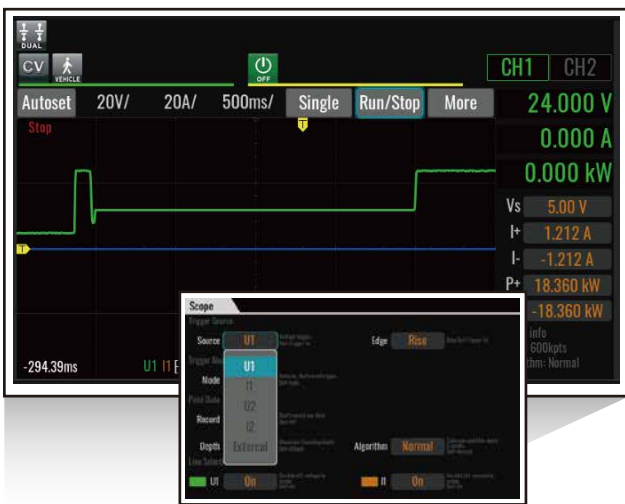 DUAL
CV VEHICLE OFF
CH1 CH2
Autoset 20V/ 20A/ 500ms/ Single Run/Stop More
24.000 V
Stop T
0.000 A
0.000 kW
Vs 5.00 V
I+ 1.212 A
T
I- -1.212 A
P+ 18.360 kW
-18.360 kW
info
600kpts
thm: Normal
-294.39ms U1 I1
Scope
Trigger Source
Source U1 Edge Rise
U1
Mode I1
U2
Record I2
Depth External Algorithm Normal
U1 On I1 On